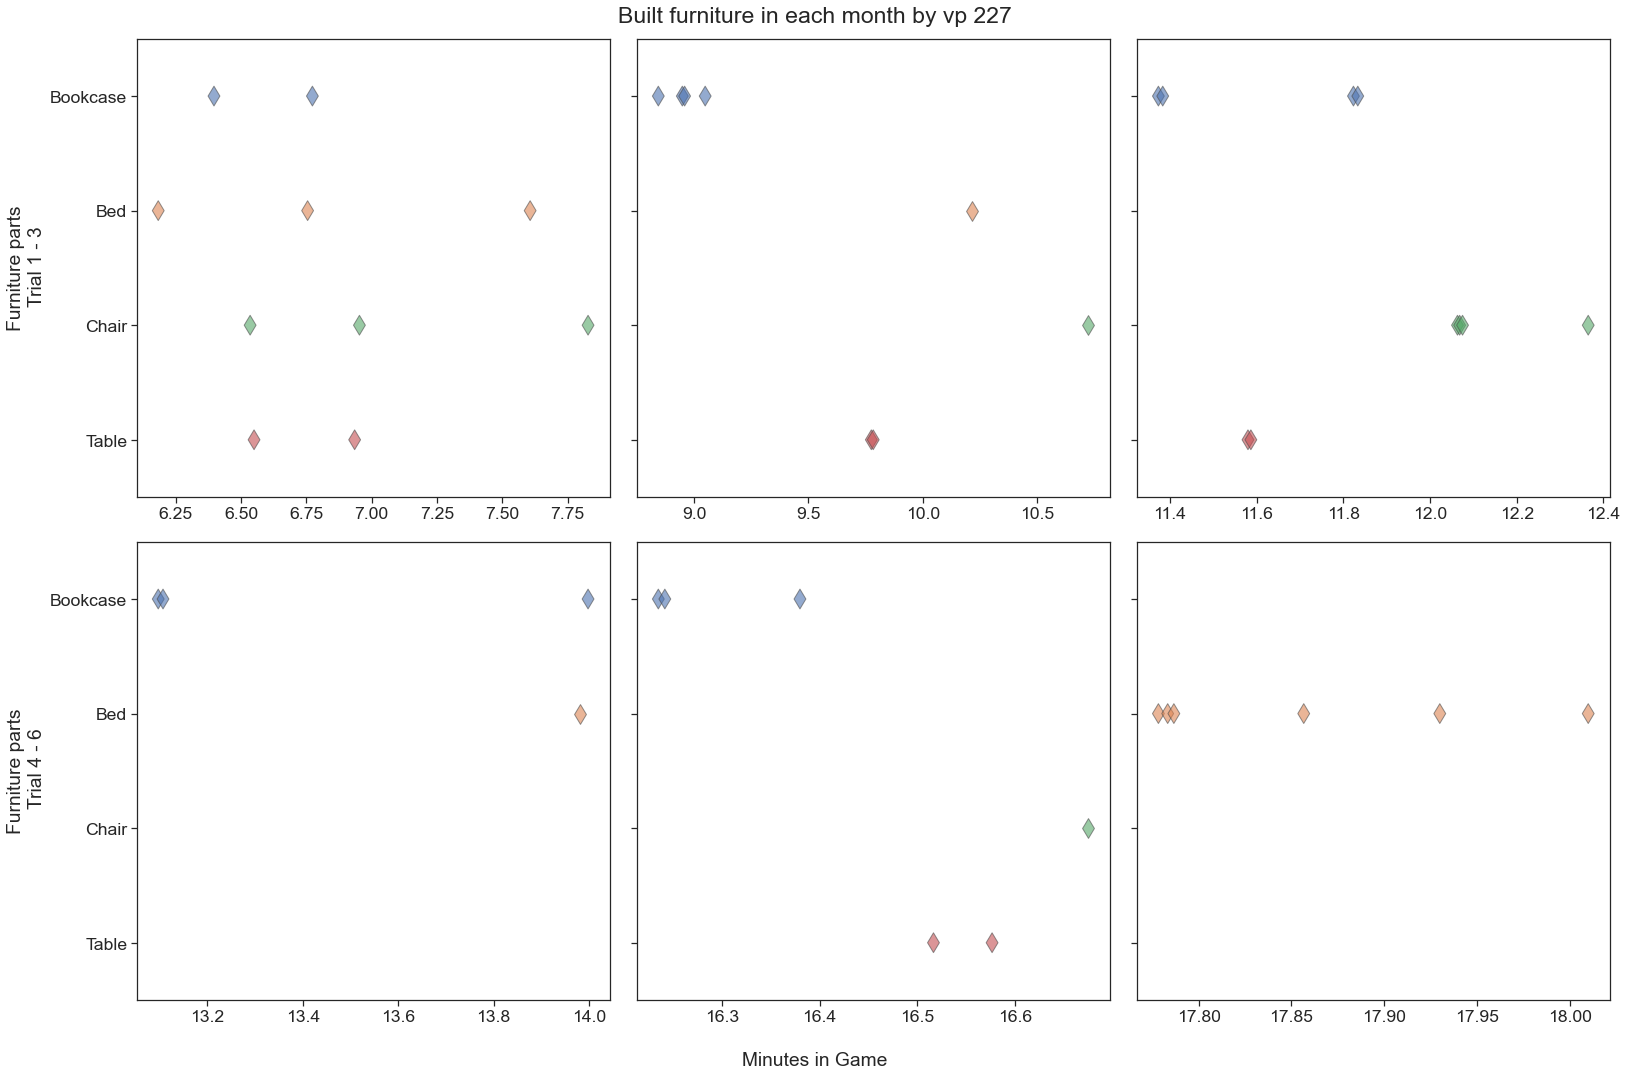 Built furniture in each month by vp 227
Furniture parts
Trial 1 - 3
Bookcase
Bed
Chair
Table
6.25 6.50 6.75 7.00 7.25 7.50 7.75
9.0 9.5 10.0 10.5
11.4 11.6 11.8 12.0 12.2 12.4
Furniture parts
Trial 4 - 6
Bookcase
Bed
Chair
Table
13.2 13.4 13.6 13.8 14.0
16.3 16.4 16.5 16.6
17.80 17.85 17.90 17.95 18.00
Minutes in Game